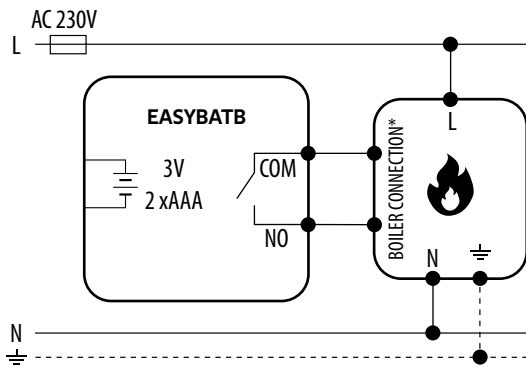 AC 230V
L
EASYBATB
3V
2 xAAA
COM
NO
BOILER CONNECTION*
L
N
N